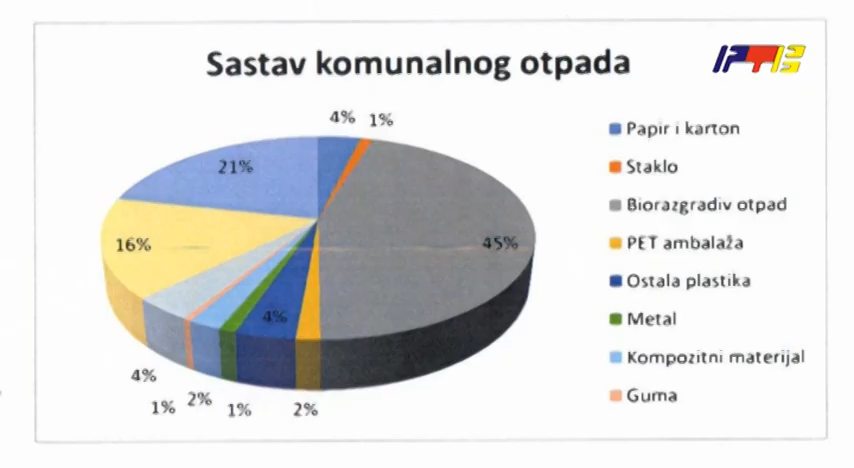 Sastav komunalnog otpada
4% 1%
21%
16%
45%
4%
4%
1%
2%
1%
2%
Papir i karton
Staklo
Biorazgradiv otpad
PET ambalaža
Ostala plastika
Metal
Kompozitni materijal
Guma